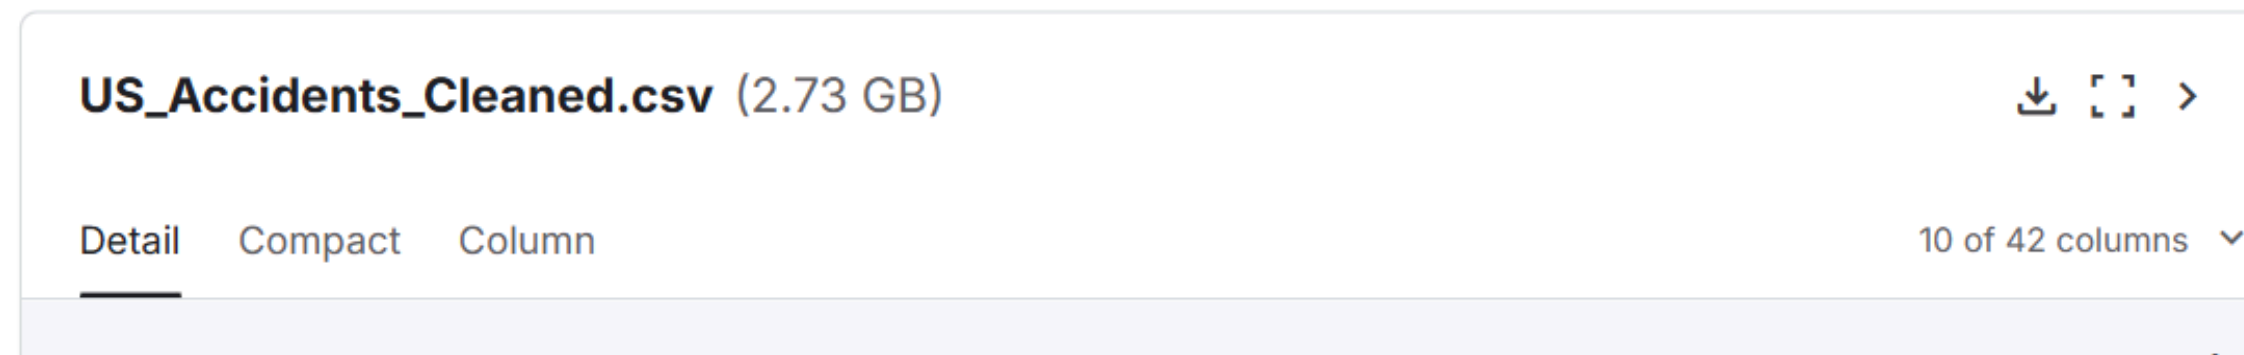 US_Accidents_Cleaned.csv (2.73 GB)
Detail Compact Column 10 of 42 columns